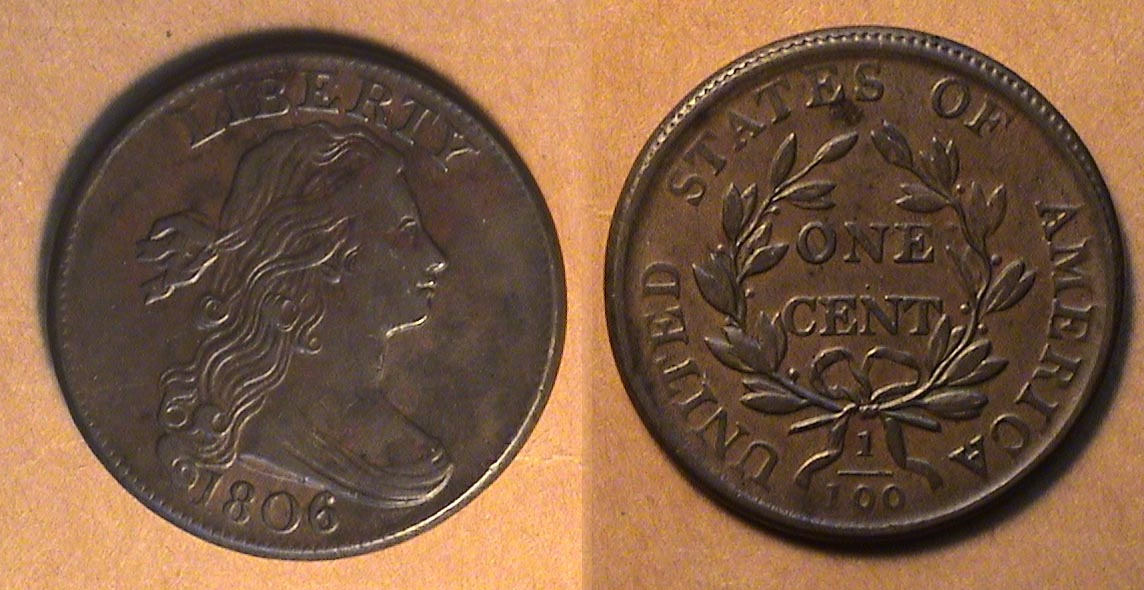 LIBERTY
1806
UNITED STATES OF AMERICA
ONE
CENT
1
100